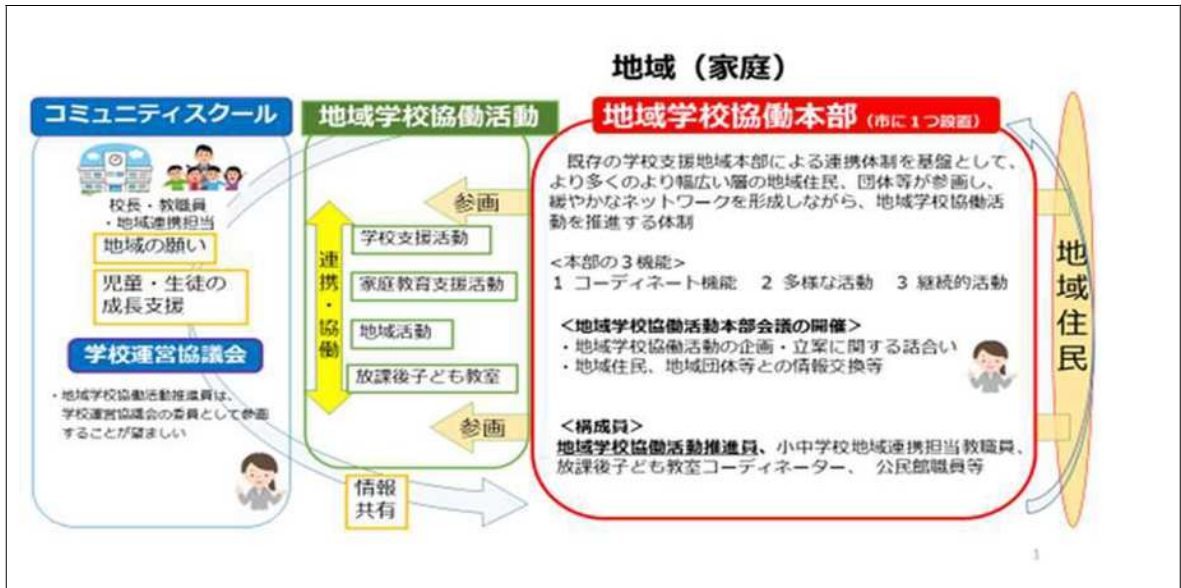 地域（家庭）
コミュニティスクール
校長・教職員
・地域連携担当
地域の願い
児童・生徒の
成長支援
学校運営協議会
・地域学校協働活動推進員は、
学校運営協議会の委員として参画
することが望ましい
地域学校協働活動
参画
連携・協働
学校支援活動
家庭教育支援活動
地域活動
放課後子ども教室
参画
情報
共有
地域学校協働本部（市に１つ設置）
既存の学校支援地域本部による連携体制を基盤として、
より多くのより幅広い層の地域住民、団体等が参画し、
緩やかなネットワークを形成しながら、地域学校協働活
動を推進する体制
<本部の３機能>
1 コーディネート機能 2 多様な活動 3 継続的活動
<地域学校協働活動本部会議の開催>
・地域学校協働活動の企画・立案に関する話合い
・地域住民、地域団体等との情報交換等
<構成員>
地域学校協働活動推進員、小中学校地域連携担当教職員、
放課後子ども教室コーディネーター、 公民館職員等
地域住民